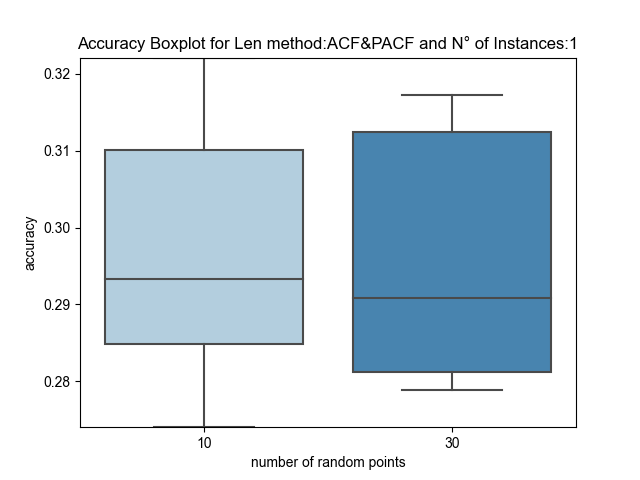 Accuracy Boxplot for Len method:ACF&PACF and N° of Instances:1
0.32
0.31
0.30
0.29
0.28
accuracy
10
30
number of random points